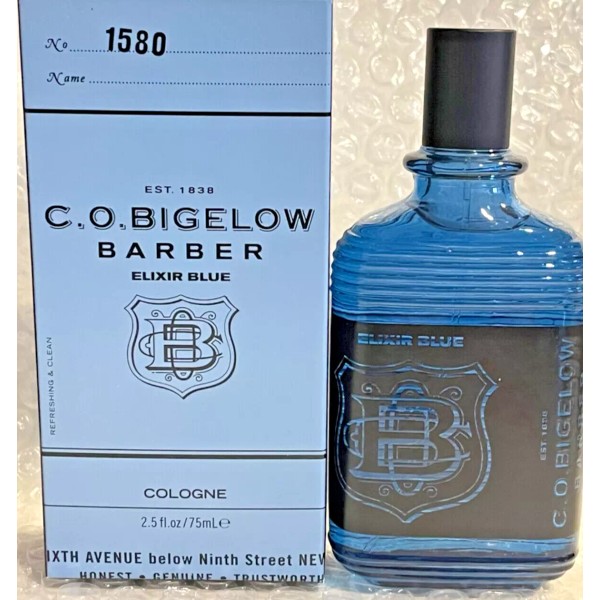 No 1580
Name
EST. 1838
C.O.BIGELOW
BARBER
ELIXIR BLUE
REFRESHING & CLEAN
COLOGNE
2.5 fl.oz/75mL℮
IXTH AVENUE below Ninth Street NEW
HONEST • GENUINE • TRUSTWORTH
ELIXIR BLUE
EST 1838
C.O.BIGELOW